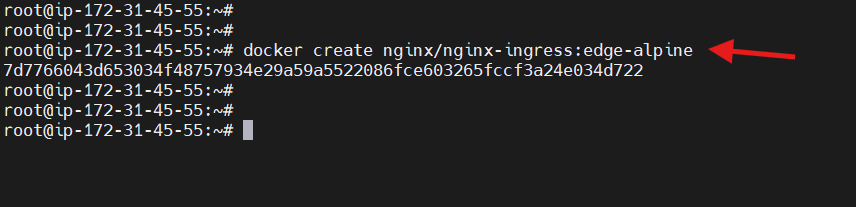 root@ip-172-31-45-55:~#
root@ip-172-31-45-55:~#
root@ip-172-31-45-55:~# docker create nginx/nginx-ingress:edge-alpine
7d7766043d653034f48757934e29a59a5522086fce603265fccf3a24e034d722
root@ip-172-31-45-55:~#
root@ip-172-31-45-55:~#
root@ip-172-31-45-55:~#